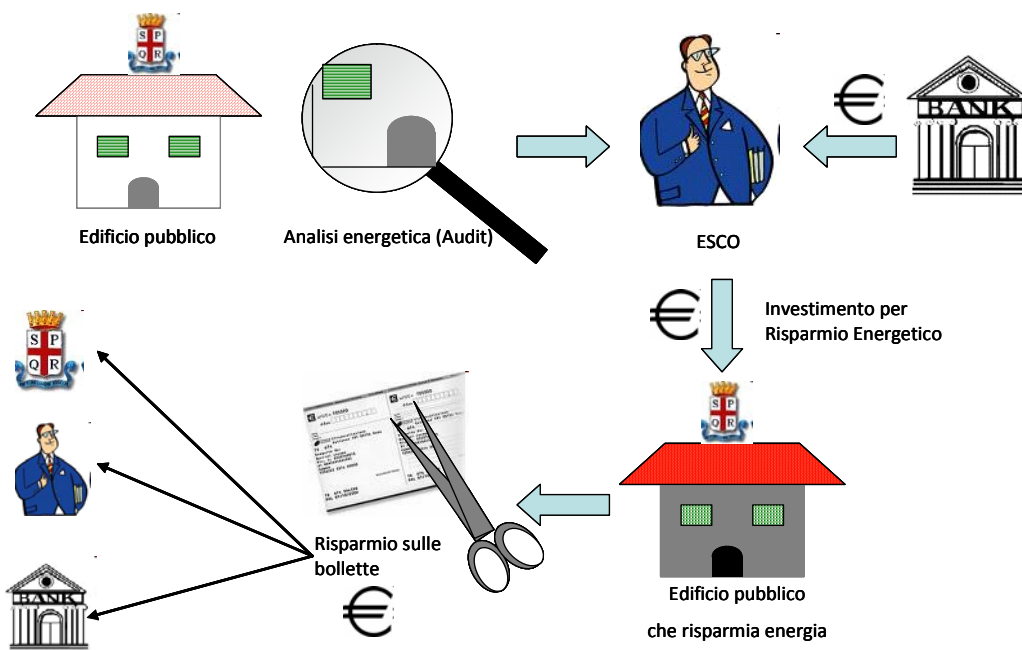 S P
Q R
BANK
Edificio pubblico
Analisi energetica (Audit)
ESCO
Investimento per
Risparmio Energetico
S P
Q R
S P
Q R
Risparmio sulle
bollette
BANK
Edificio pubblico
che risparmia energia